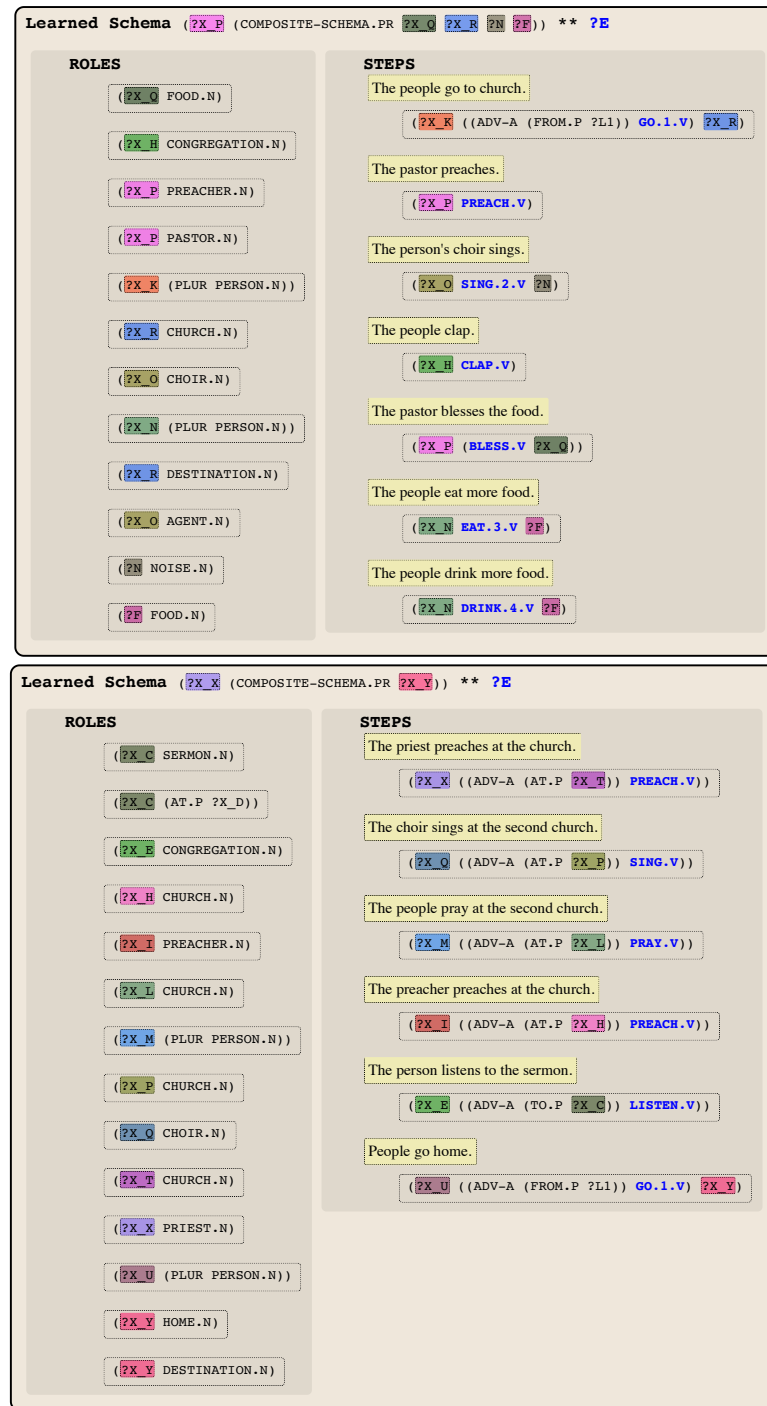 Learned Schema (?X_P (COMPOSITE-SCHEMA.PR ?X_Q ?X_R ?N ?F)) ** ?E
ROLES
(?X_Q FOOD.N)
(?X_H CONGREGATION.N)
(?X_P PREACHER.N)
(?X_P PASTOR.N)
(?X_K (PLUR PERSON.N))
(?X_R CHURCH.N)
(?X_O CHOIR.N)
(?X_N (PLUR PERSON.N))
(?X_R DESTINATION.N)
(?X_O AGENT.N)
(?N NOISE.N)
(?F FOOD.N)
STEPS
The people go to church.
(?X_K ((ADV-A (FROM.P ?L1)) GO.1.V) ?X_R)
The pastor preaches.
(?X_P PREACH.V)
The person's choir sings.
(?X_O SING.2.V ?N)
The people clap.
(?X_H CLAP.V)
The pastor blesses the food.
(?X_P (BLESS.V ?X_Q))
The people eat more food.
(?X_N EAT.3.V ?F)
The people drink more food.
(?X_N DRINK.4.V ?F)
Learned Schema (?X_X (COMPOSITE-SCHEMA.PR ?X_Y)) ** ?E
ROLES
(?X_C SERMON.N)
(?X_C (AT.P ?X_D))
(?X_E CONGREGATION.N)
(?X_H CHURCH.N)
(?X_I PREACHER.N)
(?X_L CHURCH.N)
(?X_M (PLUR PERSON.N))
(?X_P CHURCH.N)
(?X_Q CHOIR.N)
(?X_T CHURCH.N)
(?X_X PRIEST.N)
(?X_U (PLUR PERSON.N))
(?X_Y HOME.N)
(?X_Y DESTINATION.N)
STEPS
The priest preaches at the church.
(?X_X ((ADV-A (AT.P ?X_T)) PREACH.V))
The choir sings at the second church.
(?X_Q ((ADV-A (AT.P ?X_P)) SING.V))
The people pray at the second church.
(?X_M ((ADV-A (AT.P ?X_L)) PRAY.V))
The preacher preaches at the church.
(?X_I ((ADV-A (AT.P ?X_H)) PREACH.V))
The person listens to the sermon.
(?X_E ((ADV-A (TO.P ?X_C)) LISTEN.V))
People go home.
(?X_U ((ADV-A (FROM.P ?L1)) GO.1.V) ?X_Y)